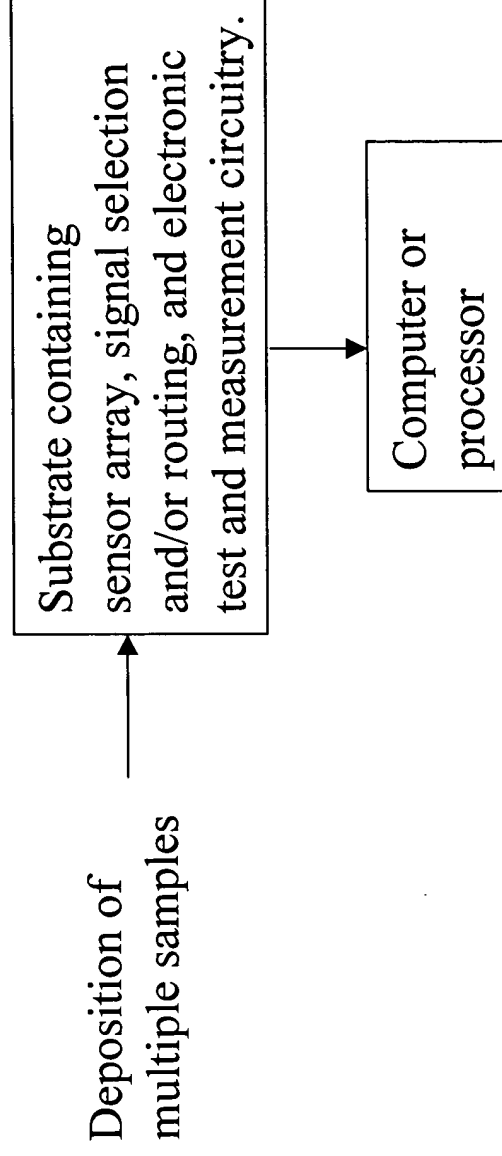 Deposition of
multiple samples
Substrate containing
sensor array, signal selection
and/or routing, and electronic
test and measurement circuitry.
Computer or
processor